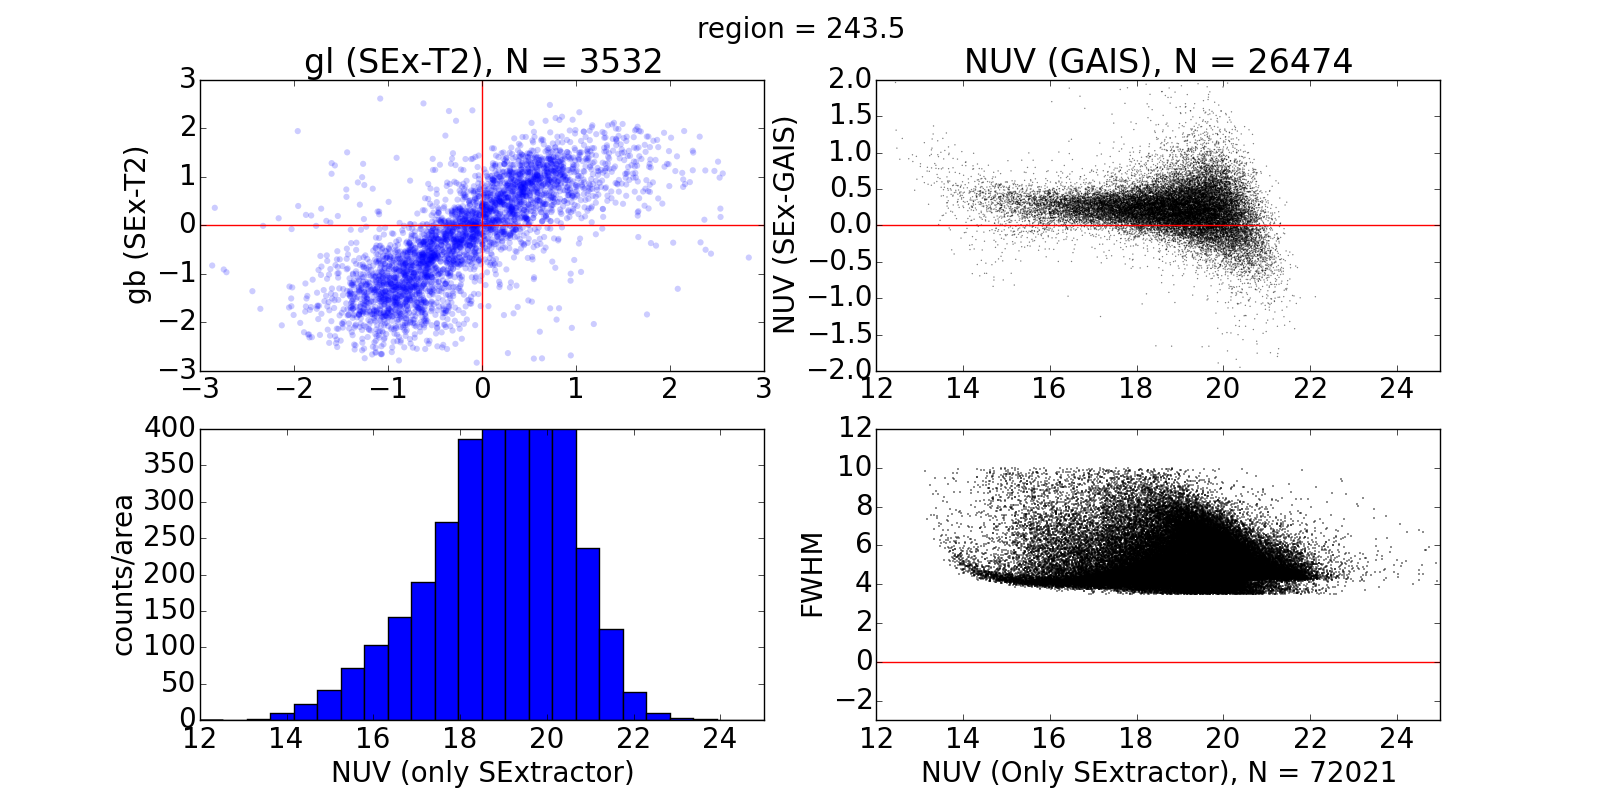 region = 243.5
gl (SEx-T2), N = 3532
NUV (GAIS), N = 26474
gb (SEx-T2)
3
2
1
0
−1
−2
−3
−3 −2 −1 0 1 2 3
NUV (SEx-GAIS)
2.0
1.5
1.0
0.5
0.0
−0.5
−1.0
−1.5
−2.0
12 14 16 18 20 22 24
counts/area
400
350
300
250
200
150
100
50
0
12 14 16 18 20 22 24
NUV (only SExtractor)
FWHM
12
10
8
6
4
2
0
−2
12 14 16 18 20 22 24
NUV (Only SExtractor), N = 72021